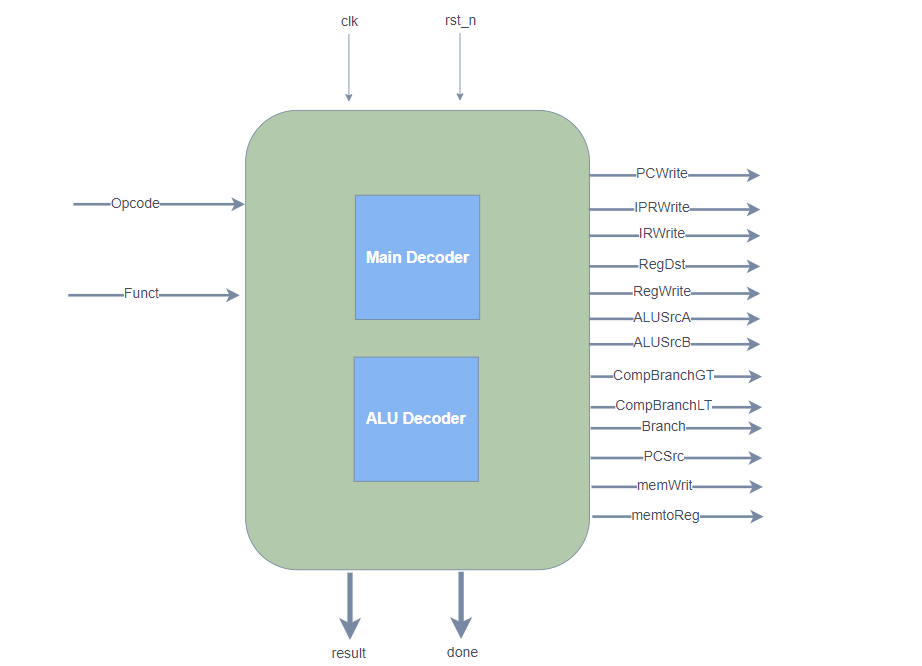 clk
rst_n
Opcode
Funct
Main Decoder
ALU Decoder
PCWrite
IPRWrite
IRWrite
RegDst
RegWrite
ALUSrcA
ALUSrcB
CompBranchGT
CompBranchLT
Branch
PCSrc
memWrit
memtoReg
result
done